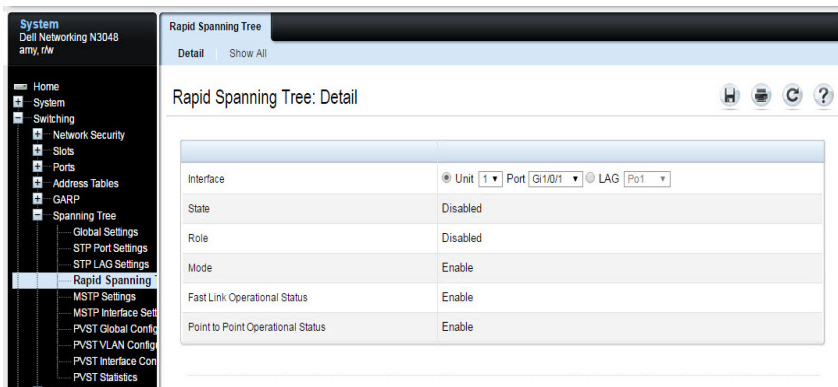 System
Dell Networking N3048
amy, r/w
Home
System
Switching
Network Security
Slots
Ports
Address Tables
GARP
Spanning Tree
Global Settings
STP Port Settings
STP LAG Settings
Rapid Spanning
MSTP Settings
MSTP Interface Sett
PVST Global Config
PVST VLAN Config
PVST Interface Con
PVST Statistics
Rapid Spanning Tree
Detail Show All
Rapid Spanning Tree: Detail
Interface Unit 1 Port Gi1/0/1 LAG Po1
State Disabled
Role Disabled
Mode Enable
Fast Link Operational Status Enable
Point to Point Operational Status Enable